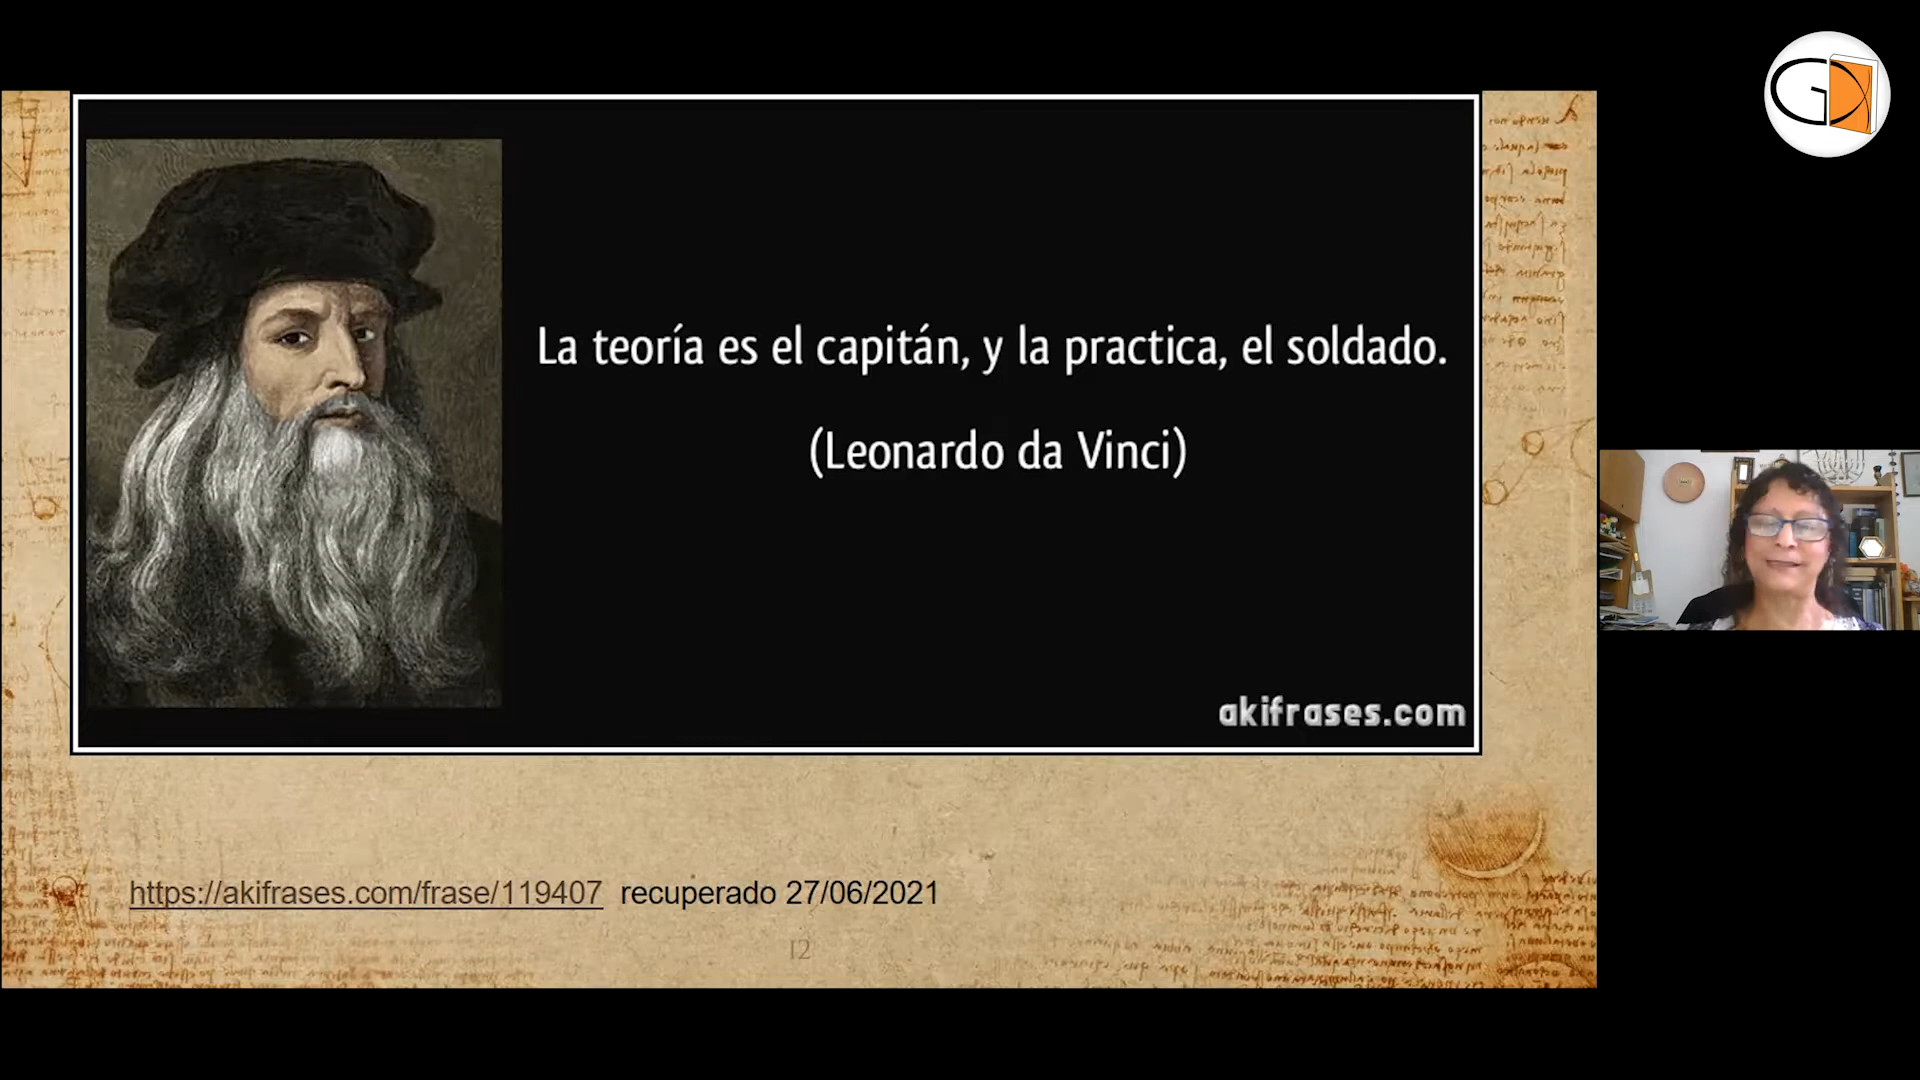 La teoría es el capitán, y la practica, el soldado.
(Leonardo da Vinci)
akifrases.com
https://akifrases.com/frase/119407 recuperado 27/06/2021
12